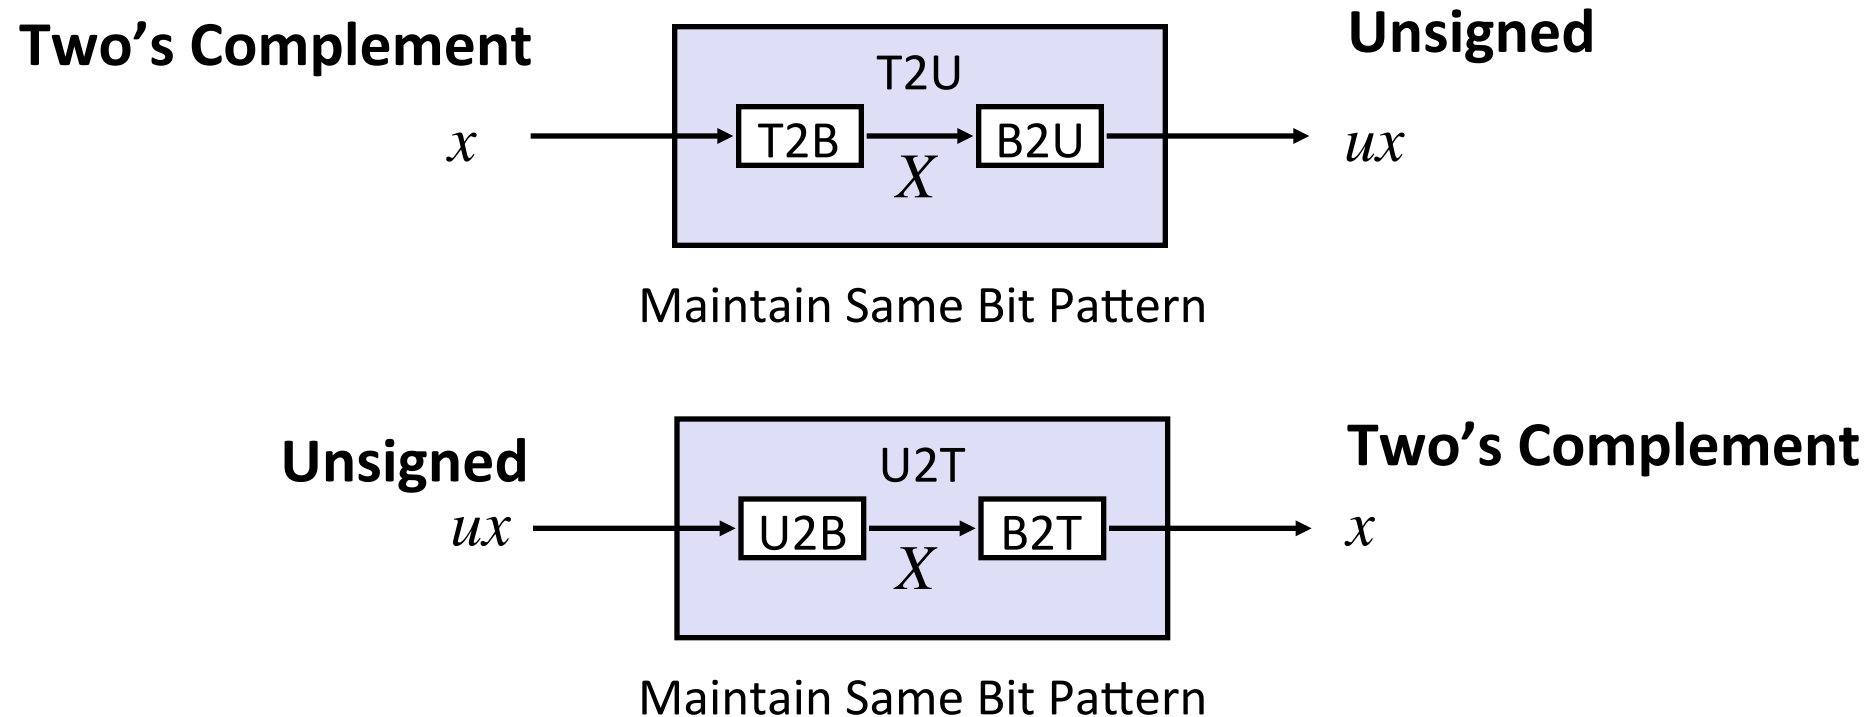 Two’s Complement
Unsigned
T2U
x
T2B
B2U
ux
X
Maintain Same Bit Pattern
Unsigned
Two’s Complement
U2T
ux
U2B
B2T
x
X
Maintain Same Bit Pattern